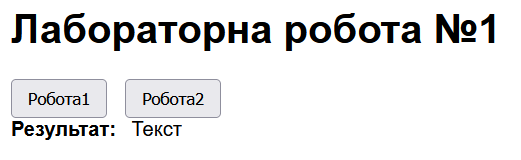 Лабораторна робота №1
Робота1 Робота2
Результат: Текст